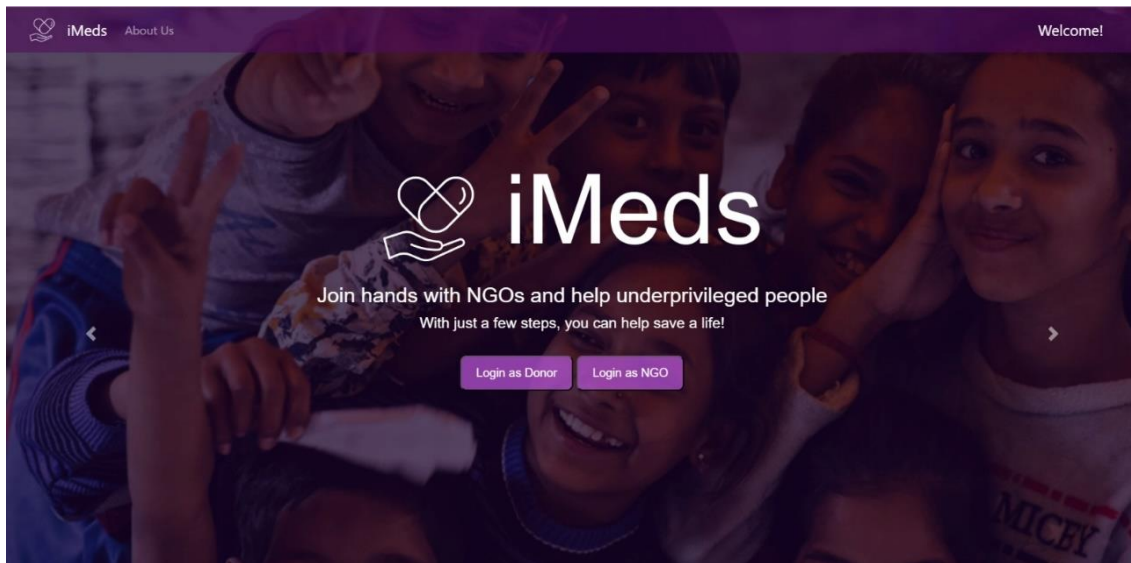 iMeds About Us Welcome!
iMeds
Join hands with NGOs and help underprivileged people
With just a few steps, you can help save a life!
Login as Donor Login as NGO
MICEY